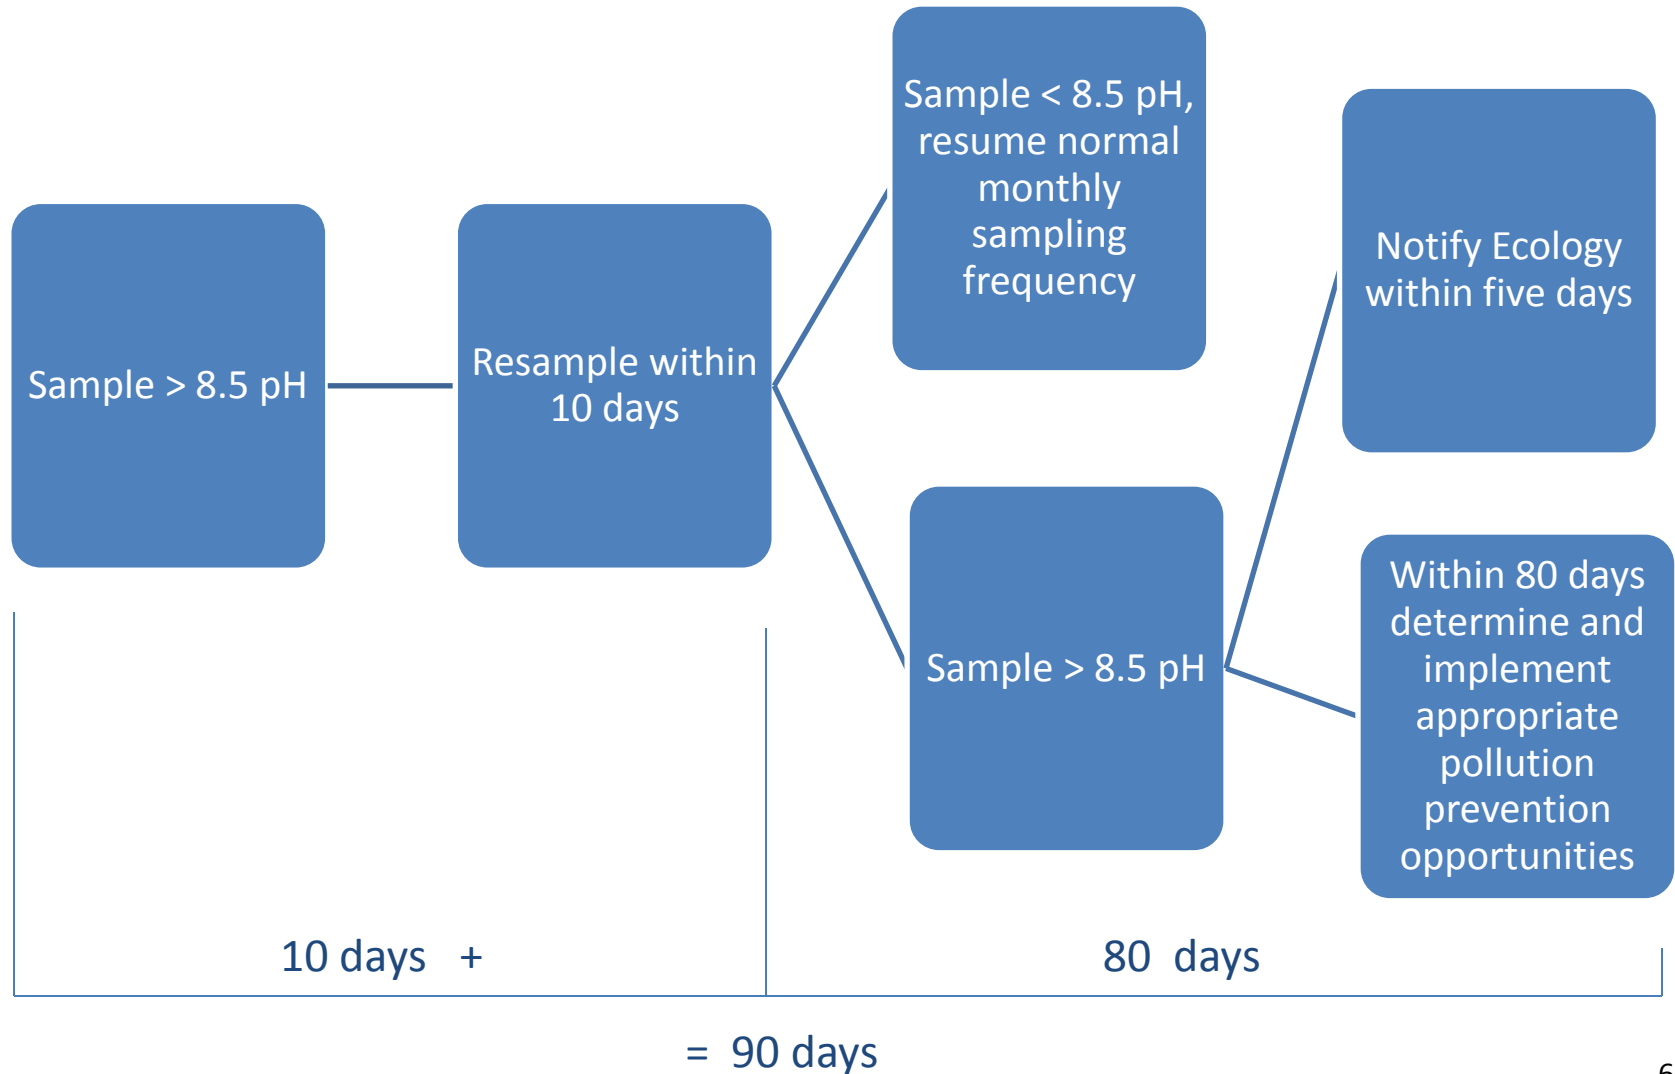 Sample > 8.5 pH
Resample within
10 days
Sample < 8.5 pH,
resume normal
monthly
sampling
frequency
Sample > 8.5 pH
Notify Ecology
within five days
Within 80 days
determine and
implement
appropriate
pollution
prevention
opportunities
10 days +
80 days
= 90 days
6